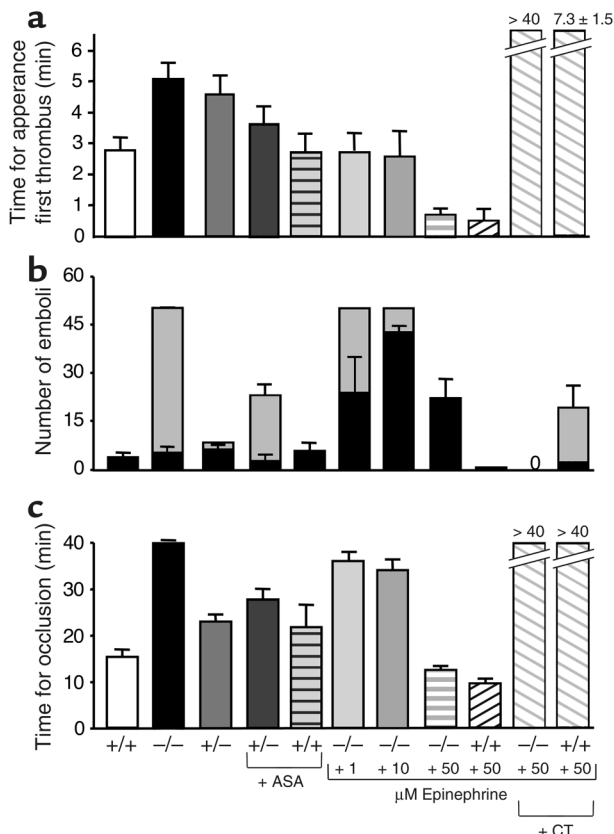 a
> 40 7.3 ± 1.5
Time for apperance
first thrombus (min)
6
5
4
3
2
1
0
b
Number of emboli
60
45
30
15
0
0
c
> 40 > 40
Time for occlusion (min)
40
30
20
10
0
+/+ −/− +/− +/− +/+ −/− −/− −/− +/+ −/− +/+
+ 1 + 10 + 50 + 50 + 50 + 50
+ ASA
μM Epinephrine
+ CT